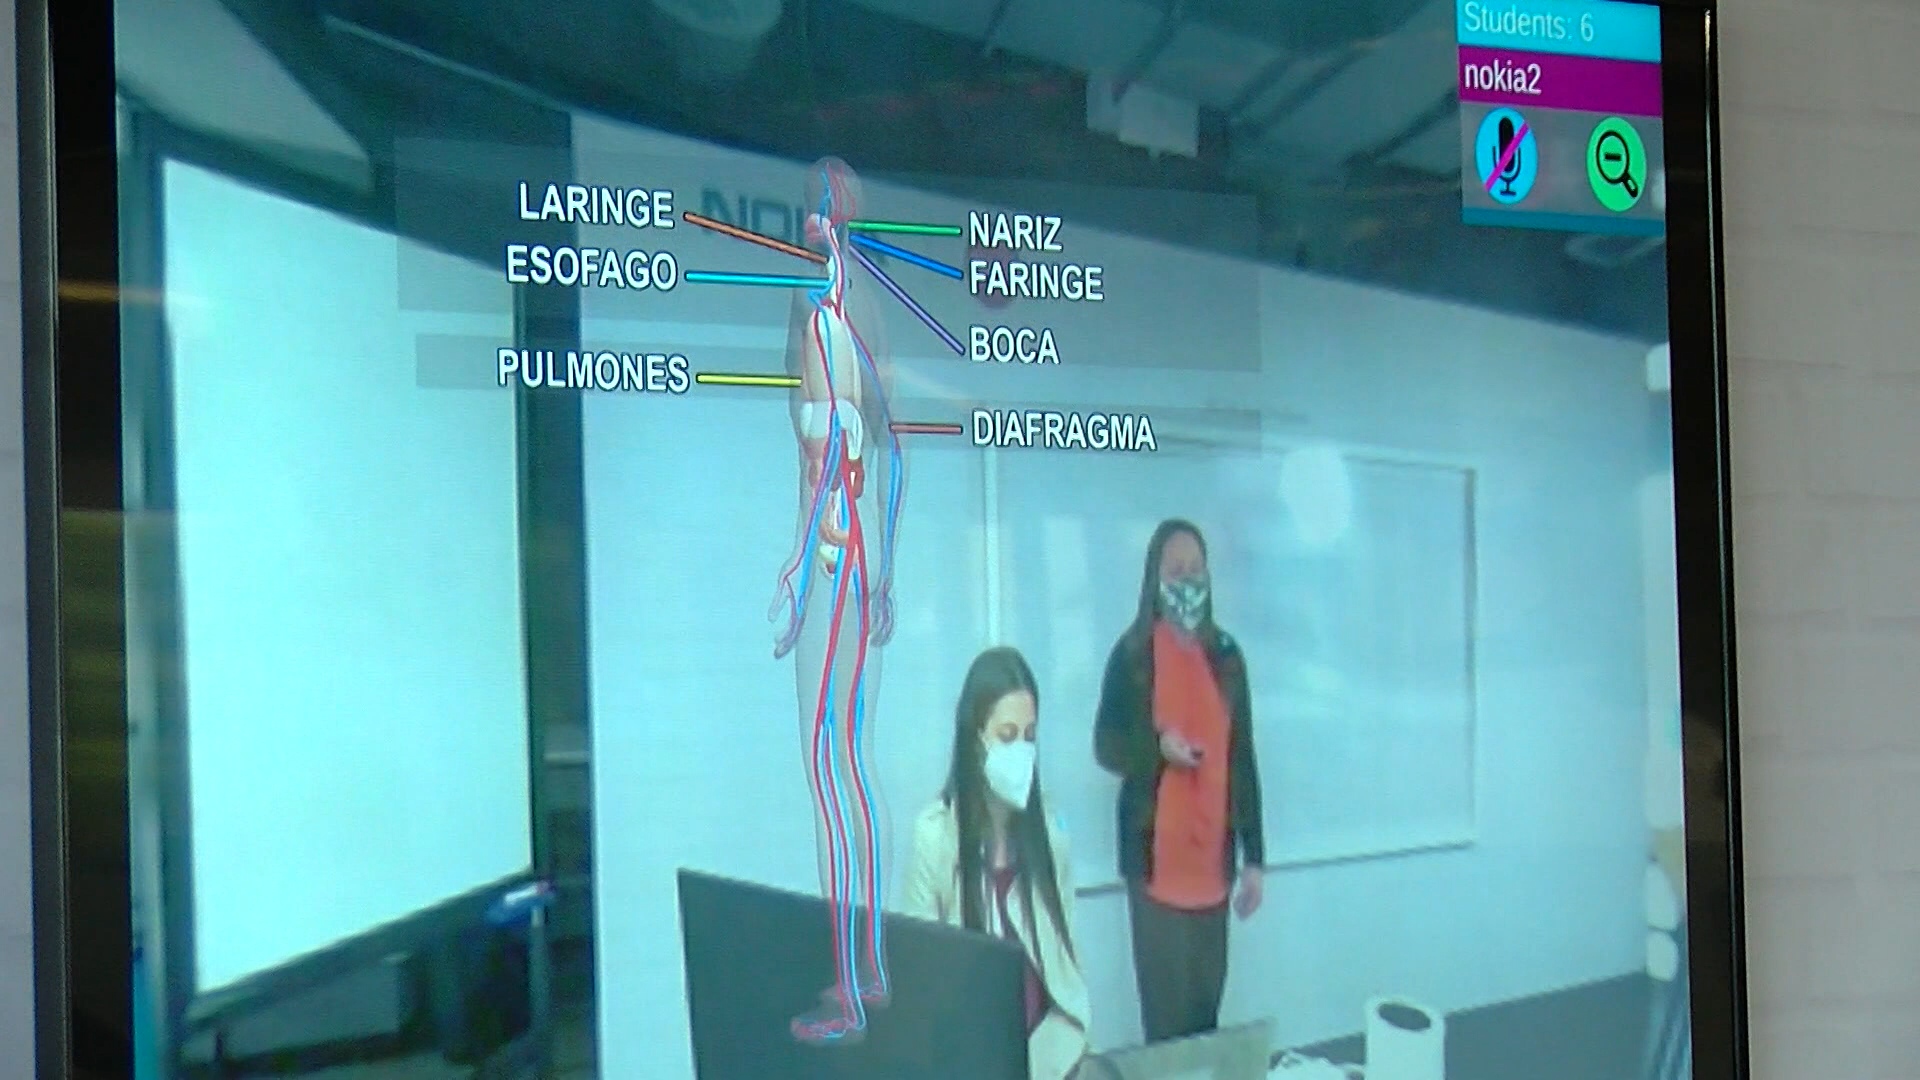 Students: 6
nokia2
LARINGE
NARIZ
ESOFAGO
FARINGE
BOCA
PULMONES
DIAFRAGMA